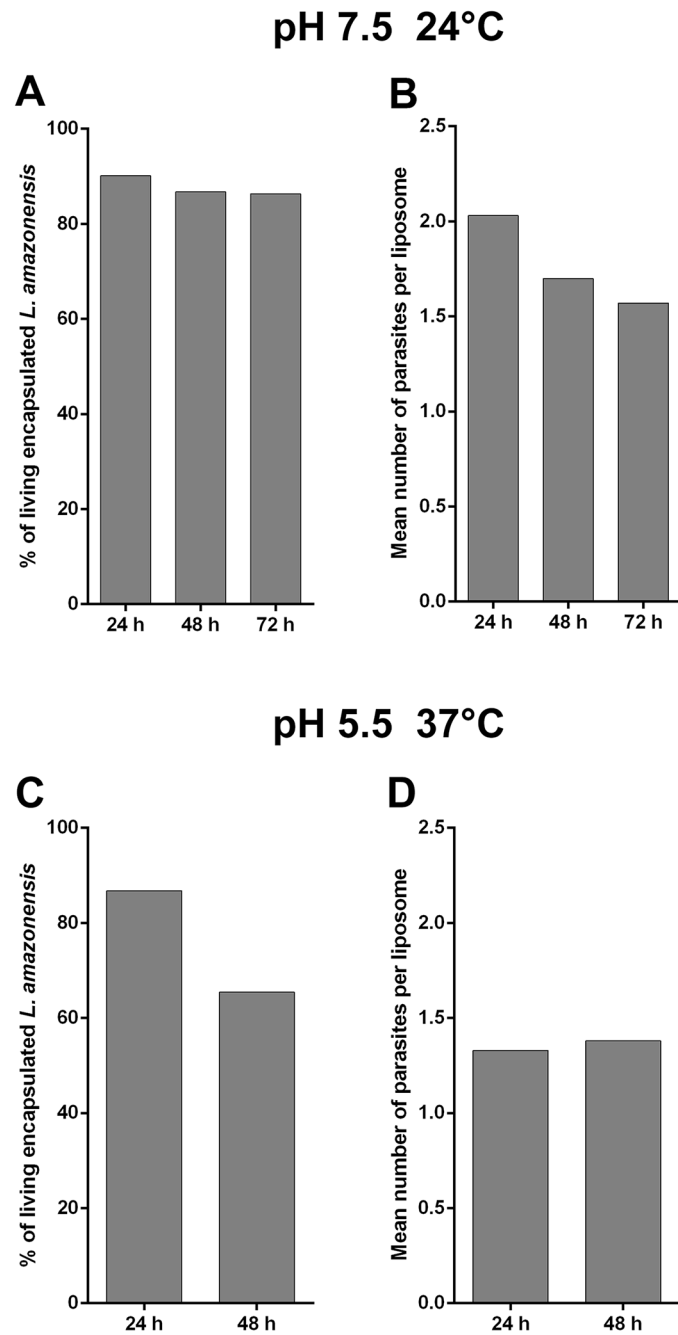 pH 7.5 24°C
A
% of living encapsulated L. amazonensis
100
80
60
40
20
0
24 h 48 h 72 h
B
Mean number of parasites per liposome
2.5
2.0
1.5
1.0
0.5
0.0
24 h 48 h 72 h
pH 5.5 37°C
C
% of living encapsulated L. amazonensis
100
80
60
40
20
0
24 h 48 h
D
Mean number of parasites per liposome
2.5
2.0
1.5
1.0
0.5
0.0
24 h 48 h